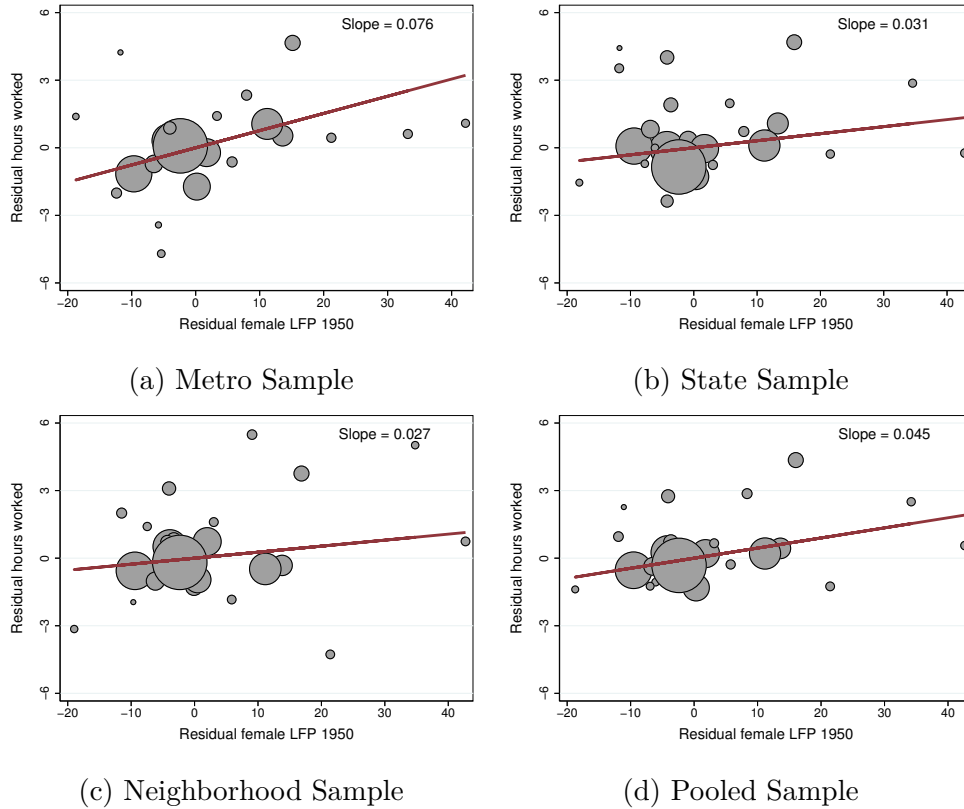 Slope = 0.076
Residual hours worked
6
3
0
−3
−6
−20 −10 0 10 20 30 40
Residual female LFP 1950
(a) Metro Sample
Slope = 0.031
Residual hours worked
6
3
0
−3
−6
−20 −10 0 10 20 30 40
Residual female LFP 1950
(b) State Sample
Slope = 0.027
Residual hours worked
6
3
0
−3
−6
−20 −10 0 10 20 30 40
Residual female LFP 1950
(c) Neighborhood Sample
Slope = 0.045
Residual hours worked
6
3
0
−3
−6
−20 −10 0 10 20 30 40
Residual female LFP 1950
(d) Pooled Sample